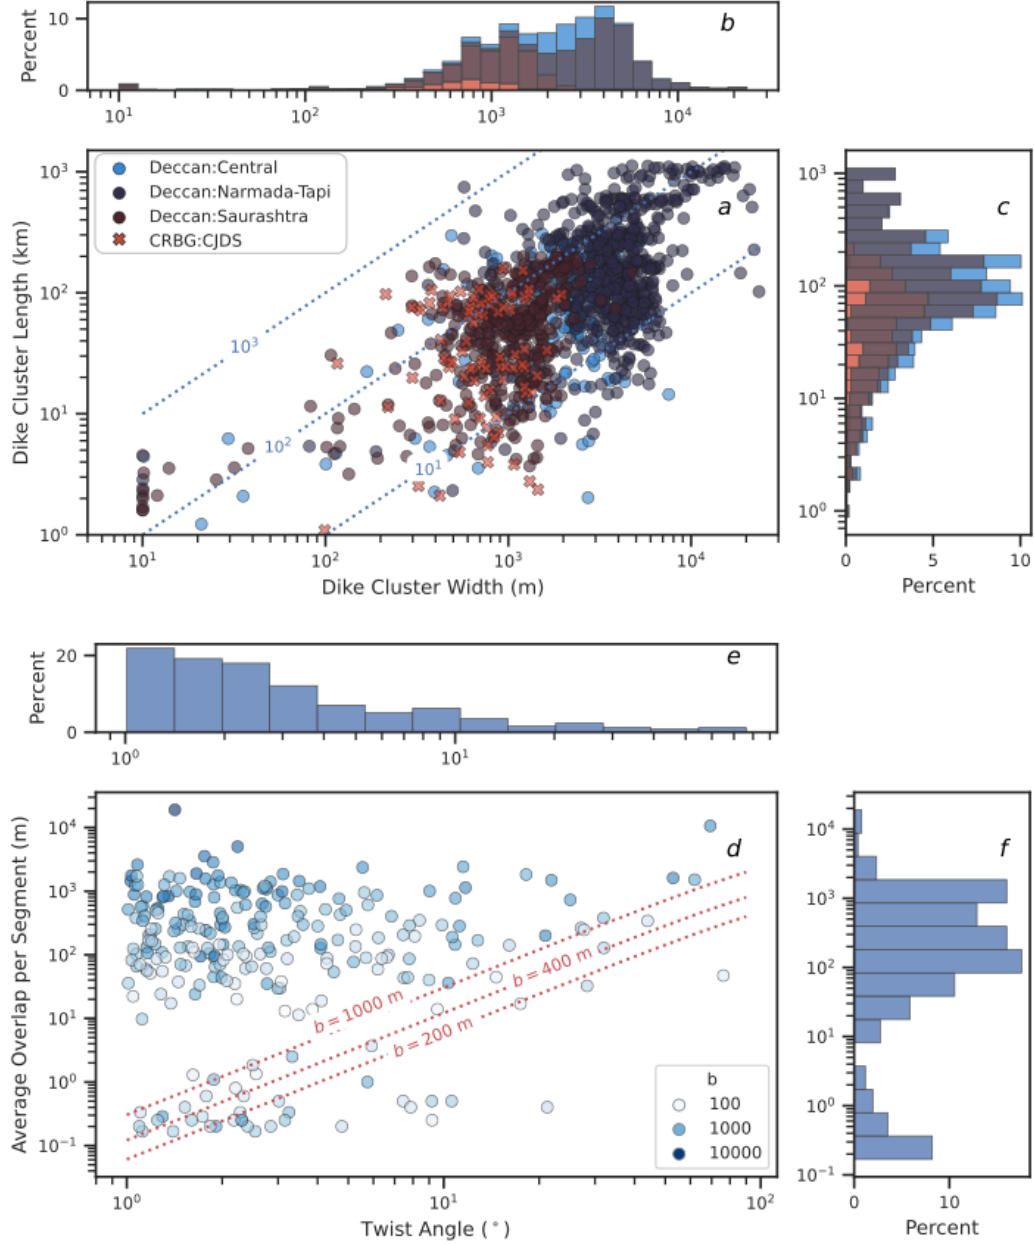 10
0
Percent
b
10¹ 10² 10³ 10⁴
Deccan:Central
Deccan:Narmada-Tapi
Deccan:Saurashtra
CRBG:CJDS
a
10³
10²
10¹
10³
10²
10¹
10⁰
Dike Cluster Length (km)
10¹ 10² 10³ 10⁴
Dike Cluster Width (m)
c
10³
10²
10¹
10⁰
0 5 10
Percent
20
0
Percent
e
10⁰ 10¹
d
10⁴
10³
10²
10¹
10⁰
10⁻¹
Average Overlap per Segment (m)
b = 1000 m
b = 400 m
b = 200 m
b
100
1000
10000
10⁰ 10¹ 10²
Twist Angle (°)
f
10⁴
10³
10²
10¹
10⁰
10⁻¹
0 10
Percent